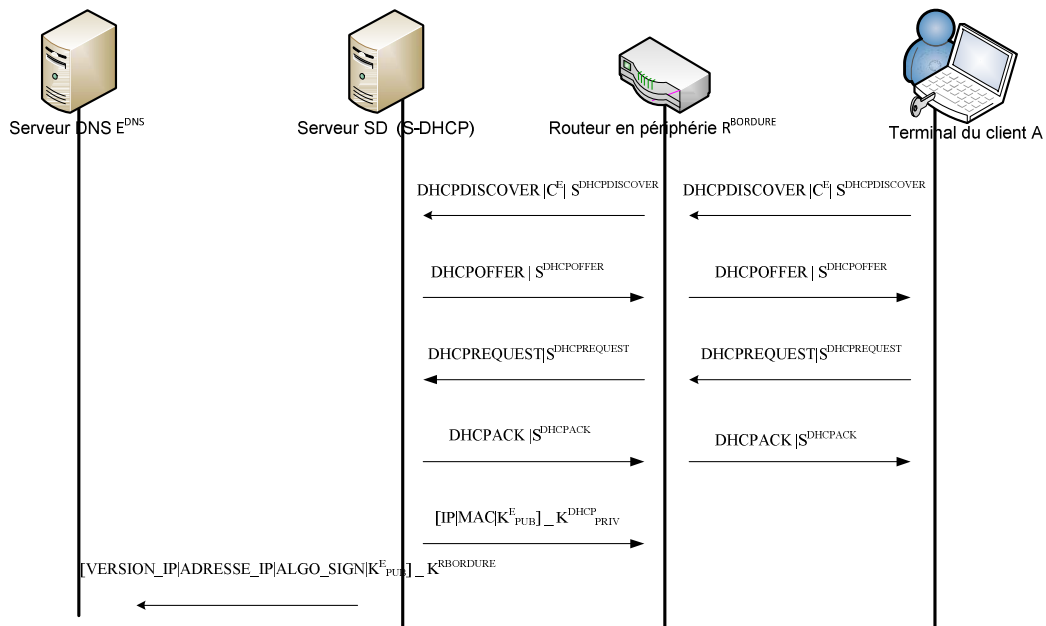 Serveur DNS E^DNS
Serveur SD (S-DHCP)
Routeur en périphérie R^BORDURE
Terminal du client A
DHCPDISCOVER |C^E| S^DHCPDISCOVER
DHCPDISCOVER |C^E| S^DHCPDISCOVER
DHCPOFFER | S^DHCPOFFER
DHCPOFFER | S^DHCPOFFER
DHCPREQUEST|S^DHCPREQUEST
DHCPREQUEST|S^DHCPREQUEST
DHCPACK |S^DHCPACK
DHCPACK |S^DHCPACK
[IP|MAC|K^E_PUB] _ K^DHCP_PRIV
[VERSION_IP|ADRESSE_IP|ALGO_SIGN|K^E_PUB] _ K^RBORDURE